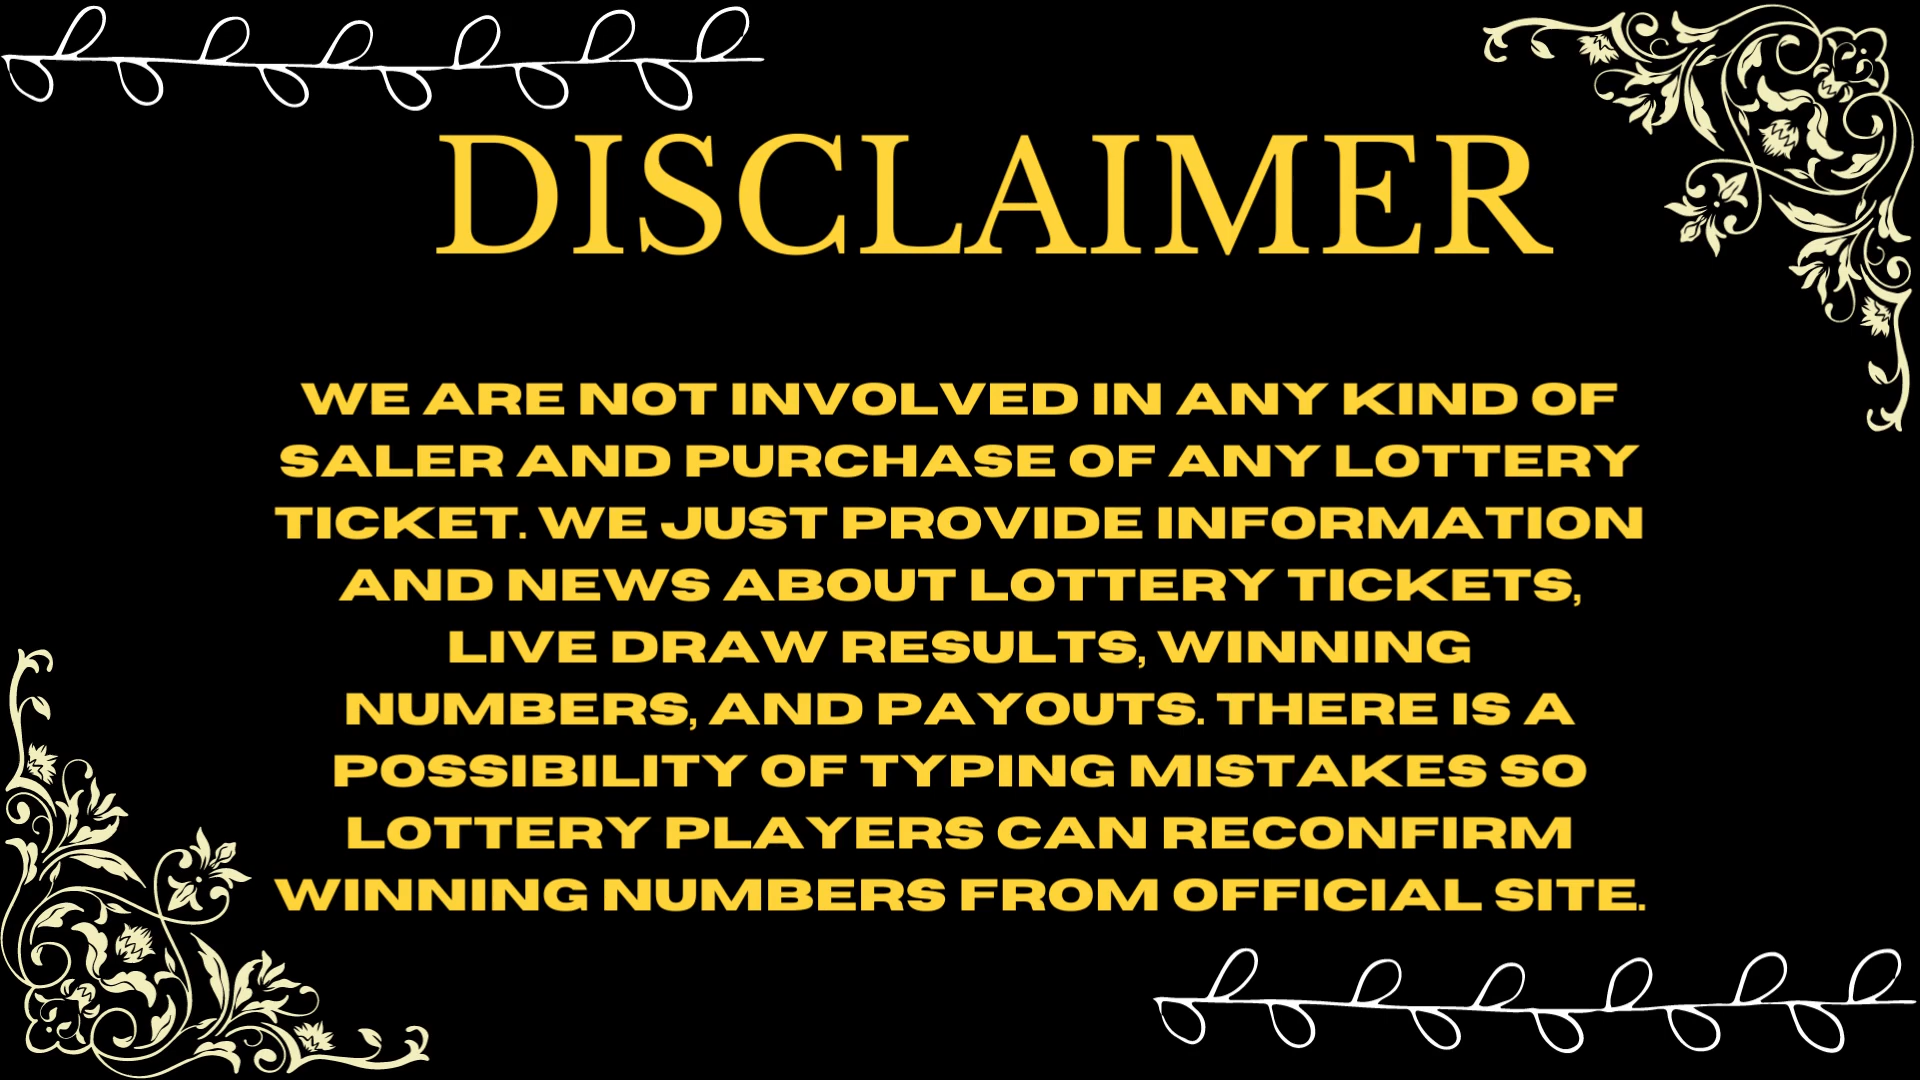 DISCLAIMER
WE ARE NOT INVOLVED IN ANY KIND OF
SALER AND PURCHASE OF ANY LOTTERY
TICKET. WE JUST PROVIDE INFORMATION
AND NEWS ABOUT LOTTERY TICKETS,
LIVE DRAW RESULTS, WINNING
NUMBERS, AND PAYOUTS. THERE IS A
POSSIBILITY OF TYPING MISTAKES SO
LOTTERY PLAYERS CAN RECONFIRM
WINNING NUMBERS FROM OFFICIAL SITE.